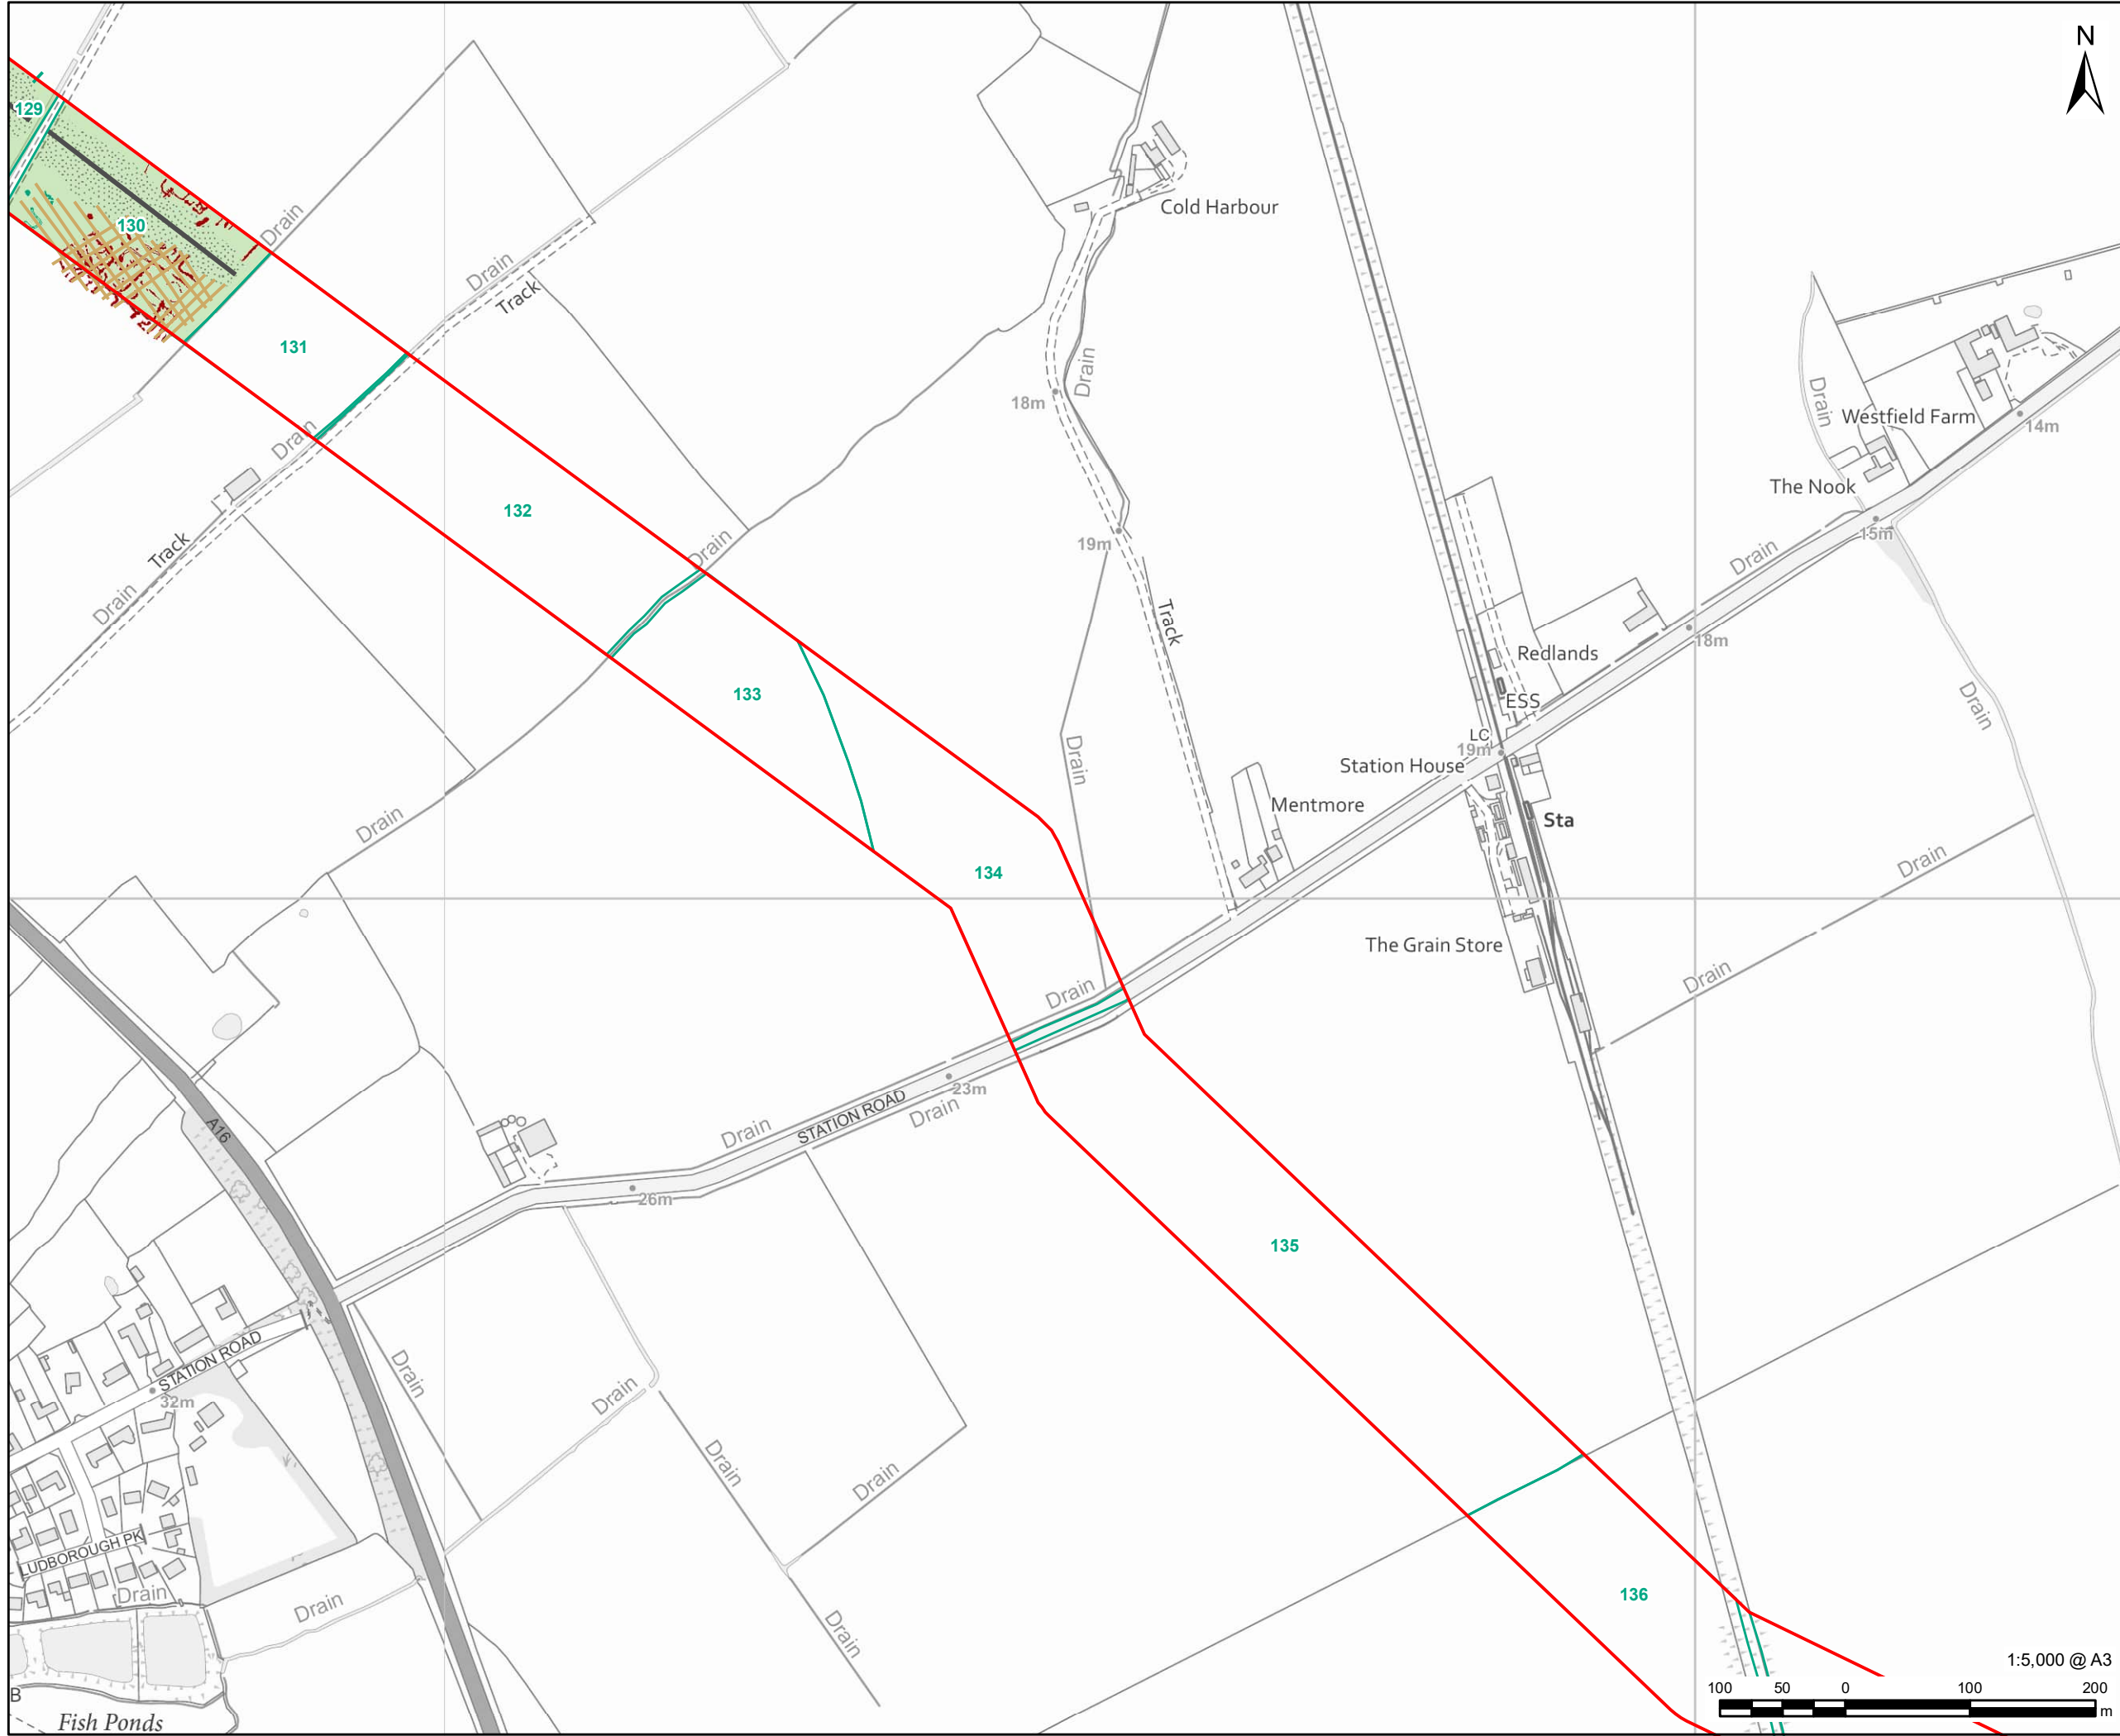 N
129
130
Drain
Drain
Track
131
Cold Harbour
Drain
18m
Drain
Westfield Farm
14m
The Nook
15m
Drain
Track
Drain
132
Drain
19m
Track
Drain
Redlands
18m
ESS
LC
19m
Station House
Drain
133
Drain
Mentmore
Sta
Drain
Drain
134
Drain
The Grain Store
Drain
Drain
23m
STATION ROAD
Drain
Drain
A16
26m
135
STATION ROAD
32m
Drain
Drain
Drain
Drain
LUDBOROUGH PK
Drain
Drain
Drain
136
B
Fish Ponds
1:5,000 @ A3
100 50 0 100 200
m